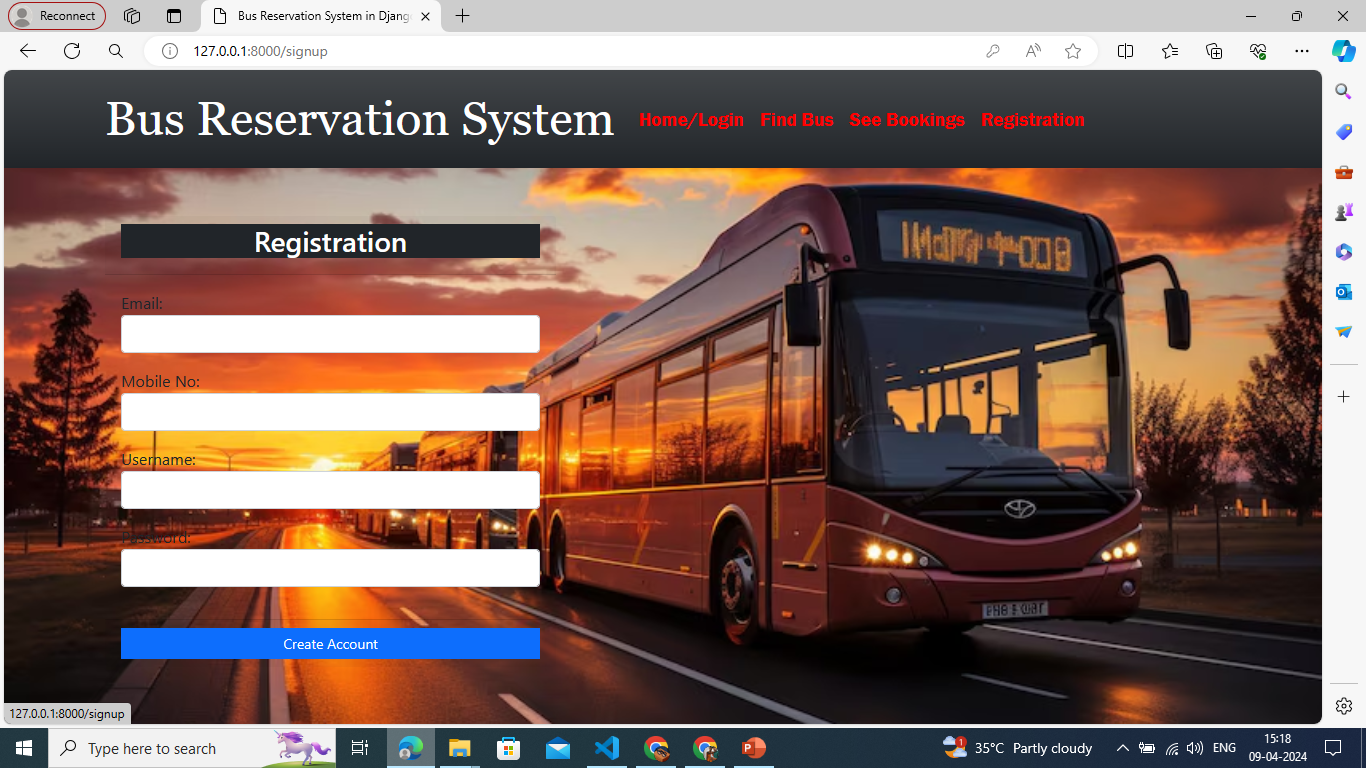 Reconnect
Bus Reservation System in Djang
127.0.0.1:8000/signup
Bus Reservation System
Home/Login Find Bus See Bookings Registration
Registration
Email:
Mobile No:
Username:
Password:
Create Account
127.0.0.1:8000/signup
Type here to search
1
35°C Partly cloudy
ENG
15:18
09-04-2024